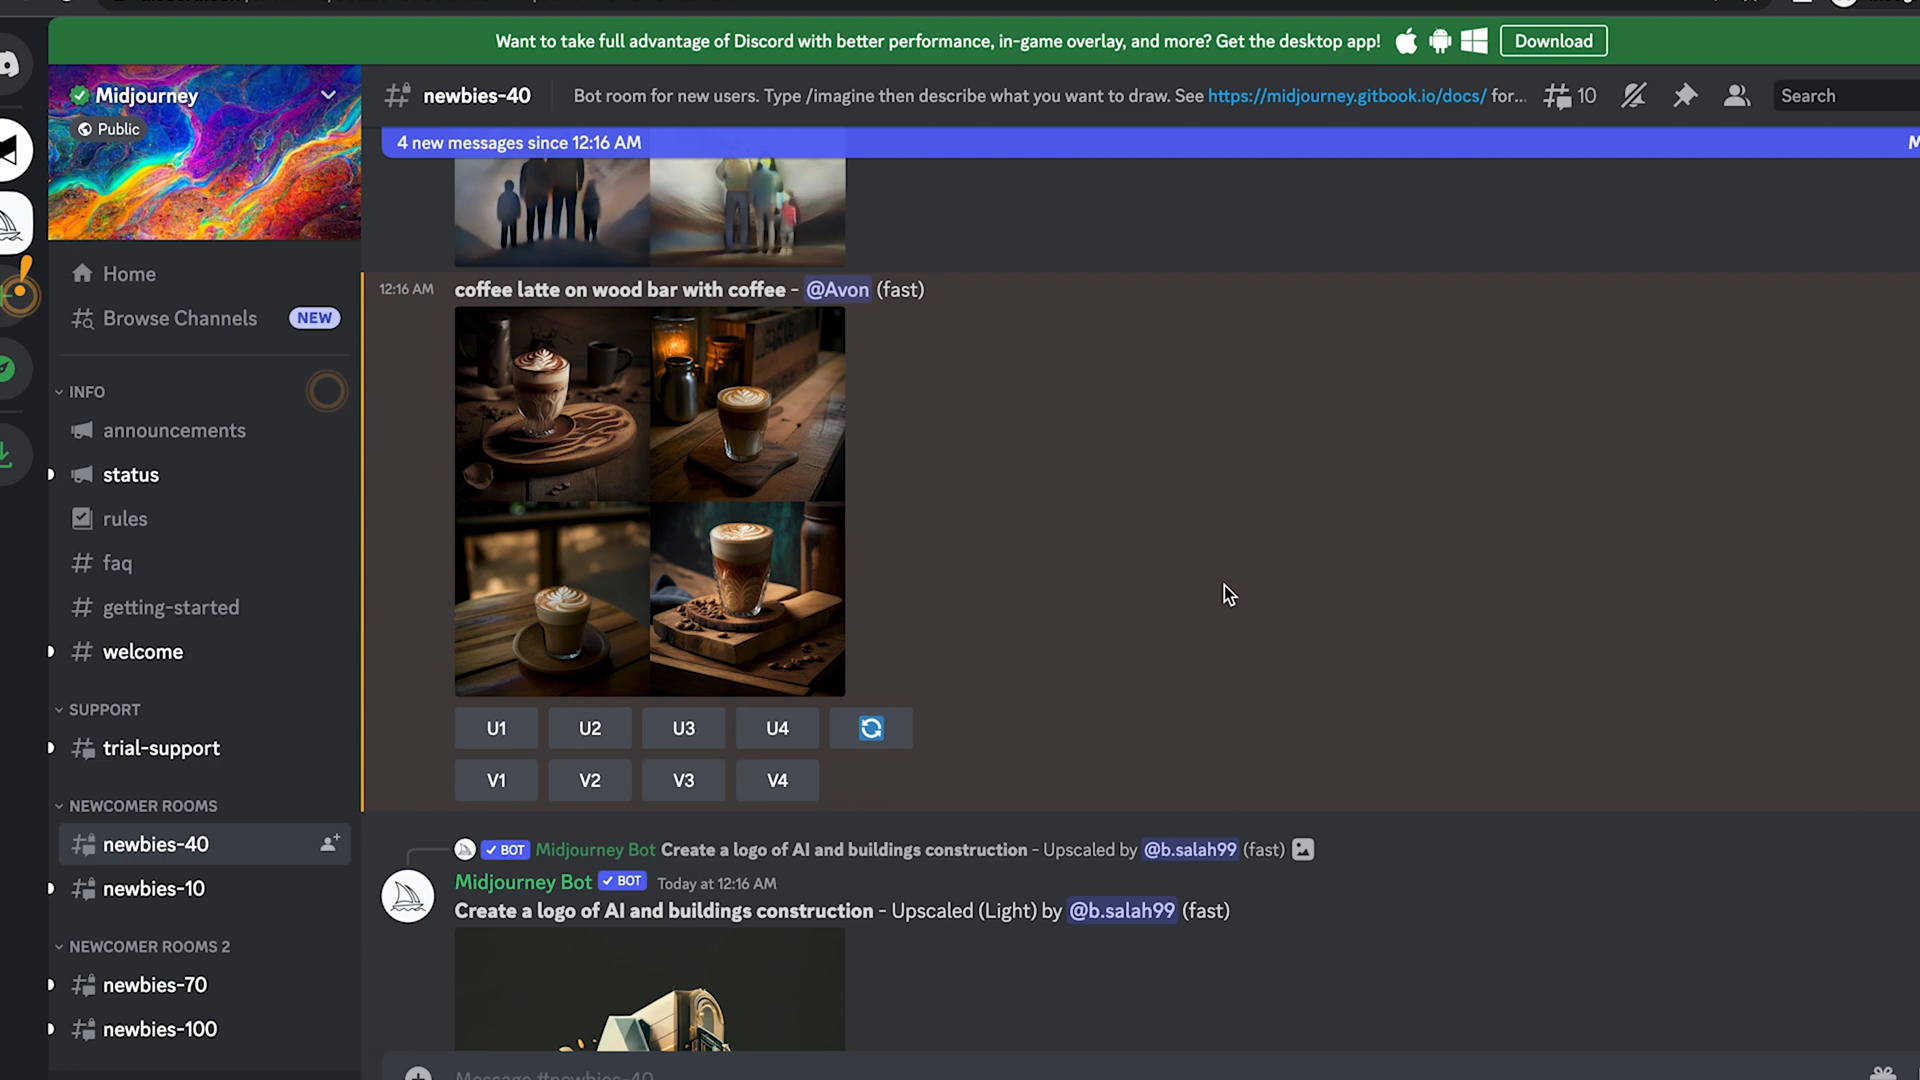 Want to take full advantage of Discord with better performance, in-game overlay, and more? Get the desktop app!
Download
Midjourney
Public
newbies-40
Bot room for new users. Type /imagine then describe what you want to draw. See https://midjourney.gitbook.io/docs/ for...
10
Search
4 new messages since 12:16 AM
M
Home
Browse Channels
NEW
INFO
announcements
status
rules
faq
getting-started
welcome
SUPPORT
trial-support
NEWCOMER ROOMS
newbies-40
newbies-10
NEWCOMER ROOMS 2
newbies-70
newbies-100
12:16 AM
coffee latte on wood bar with coffee - @Avon (fast)
U1 U2 U3 U4
V1 V2 V3 V4
BOT Midjourney Bot Create a logo of AI and buildings construction - Upscaled by @b.salah99 (fast)
Midjourney Bot BOT Today at 12:16 AM
Create a logo of AI and buildings construction - Upscaled (Light) by @b.salah99 (fast)
Message #newbies-40